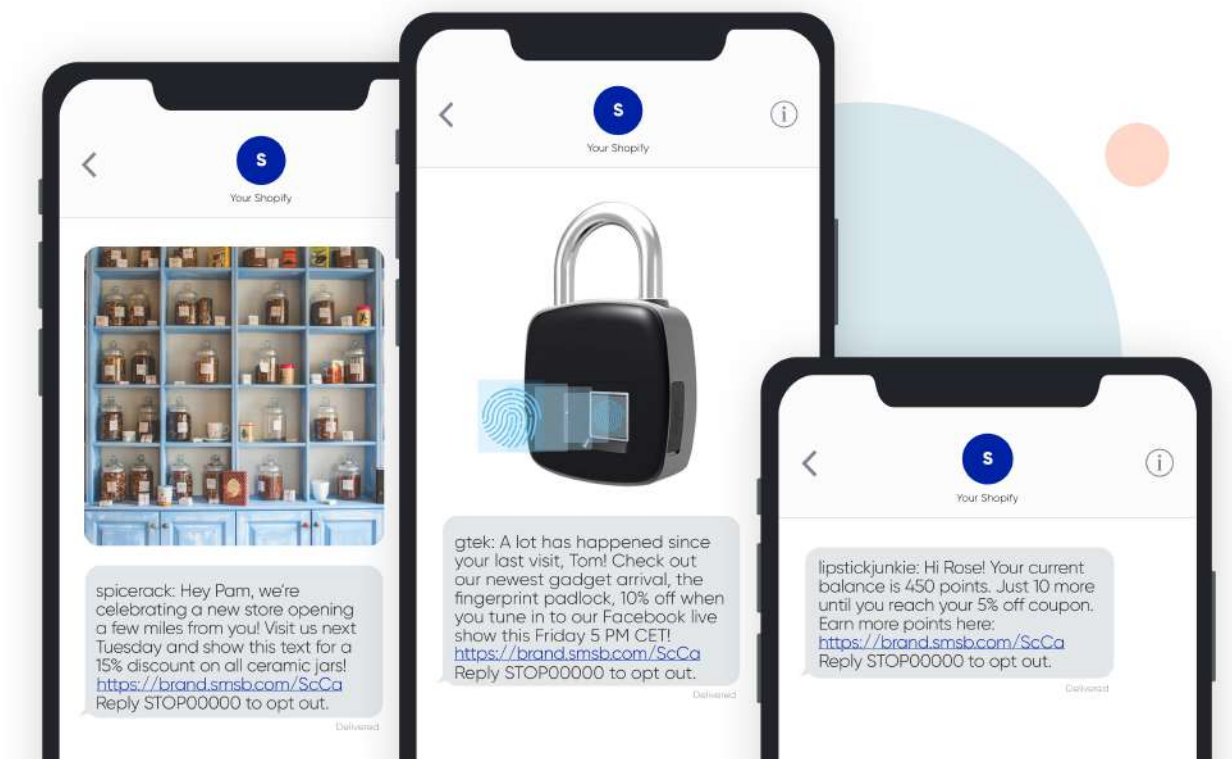 S
Your Shopify
spicerack: Hey Pam, we're
celebrating a new store opening
a few miles from you! Visit us next
Tuesday and show this text for a
15% discount on all ceramic jars!
https://brand.smsb.com/ScCa
Reply STOP00000 to opt out.
Delivered
S
Your Shopify
gtek: A lot has happened since
your last visit, Tom! Check out
our newest gadget arrival, the
fingerprint padlock, 10% off when
you tune in to our Facebook live
show this Friday 5 PM CET!
https://brand.smsb.com/ScCa
Reply STOP00000 to opt out.
Delivered
S
Your Shopify
lipstickjunkie: Hi Rose! Your current
balance is 450 points. Just 10 more
until you reach your 5% off coupon.
Earn more points here:
https://brand.smsb.com/ScCa
Reply STOP00000 to opt out.
Delivered